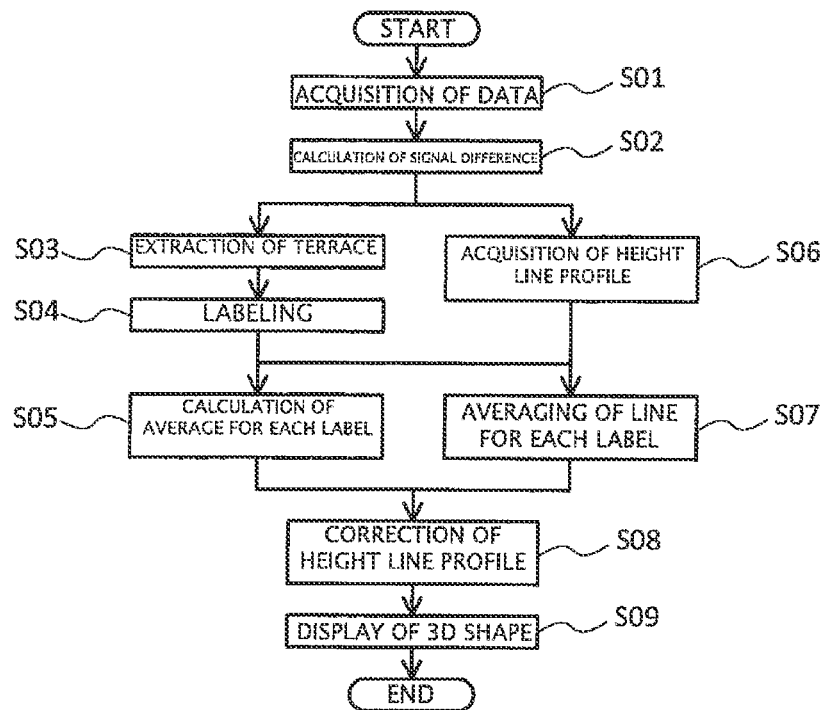 START
ACQUISITION OF DATA
S01
CALCULATION OF SIGNAL DIFFERENCE
S02
S03
EXTRACTION OF TERRACE
ACQUISITION OF HEIGHT
LINE PROFILE
S06
S04
LABELING
S05
CALCULATION OF
AVERAGE FOR EACH LABEL
AVERAGING OF LINE
FOR EACH LABEL
S07
CORRECTION OF
HEIGHT LINE PROFILE
S08
DISPLAY OF 3D SHAPE
S09
END